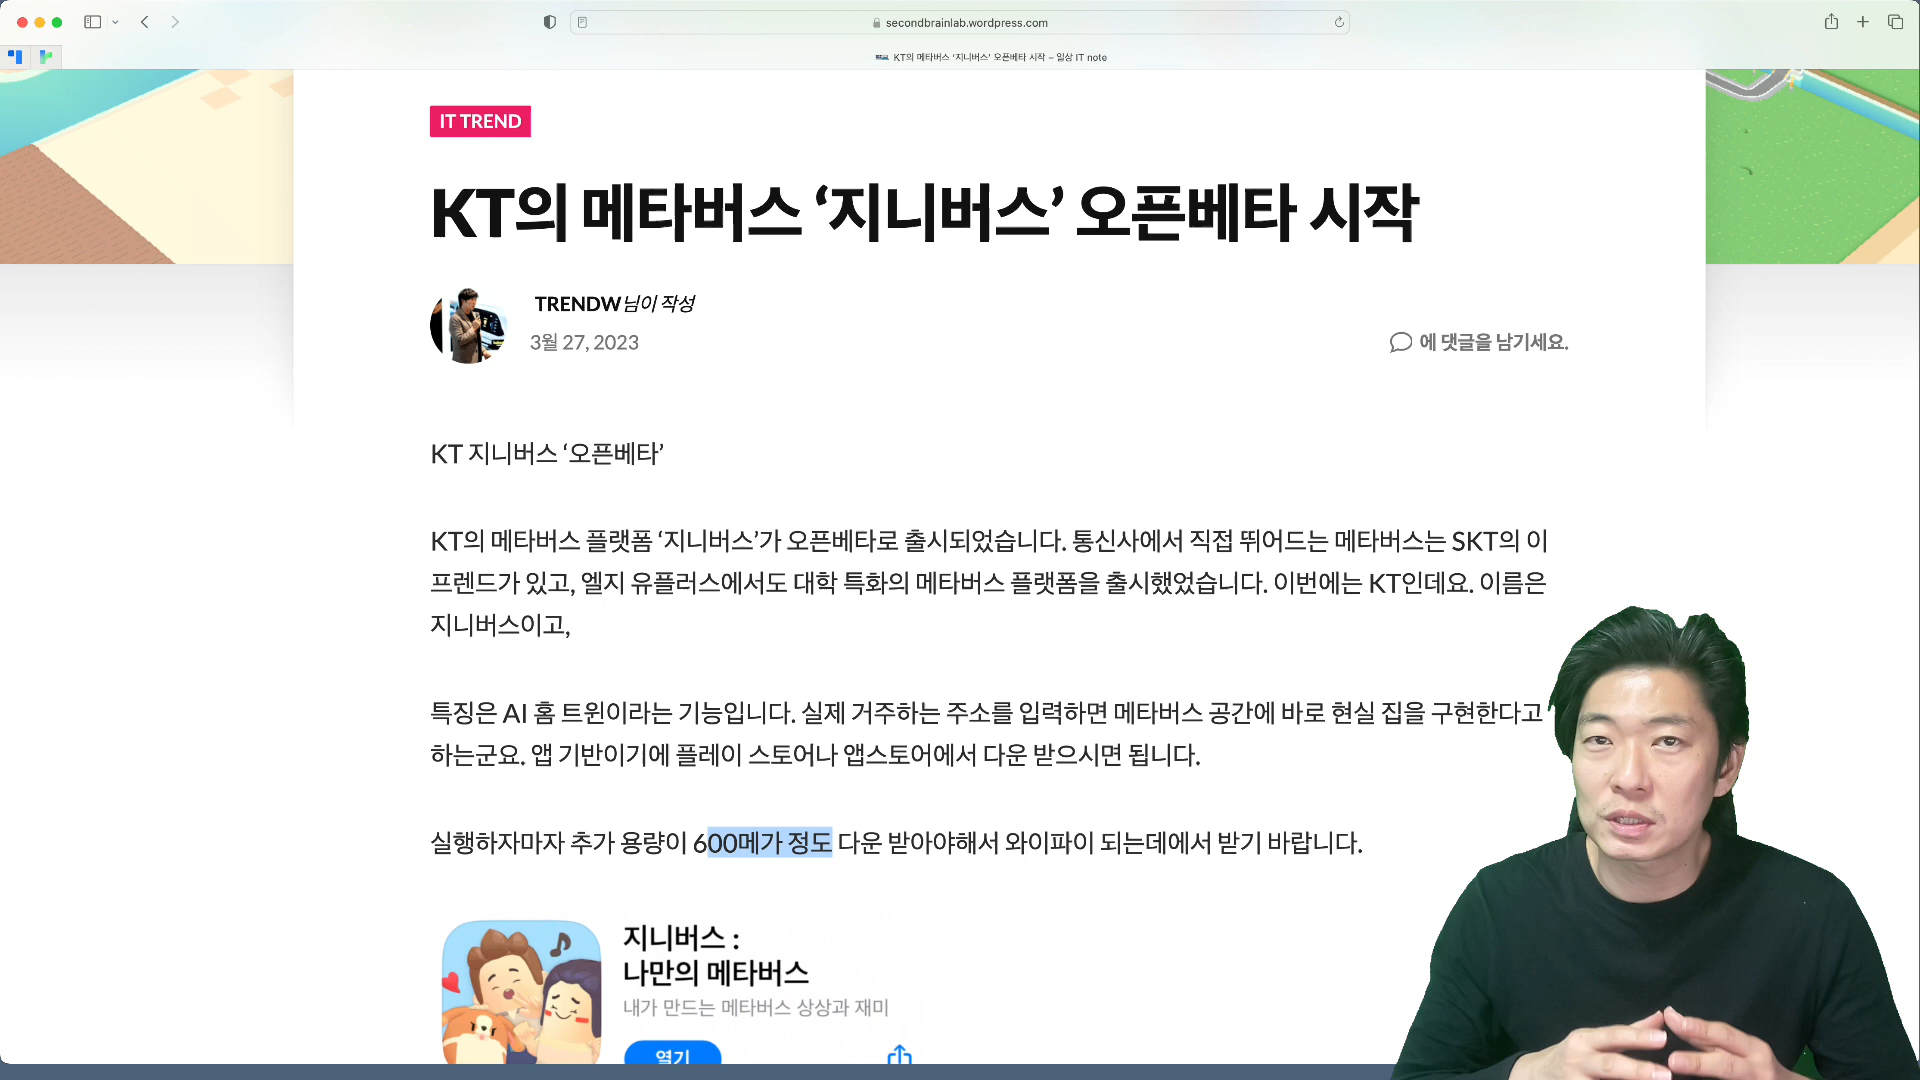 secondbrainlab.wordpress.com
KT의 메타버스 ‘지니버스’ 오픈베타 시작 – 일상 IT note
IT TREND
KT의 메타버스 ‘지니버스’ 오픈베타 시작
TRENDW님이 작성
3월 27, 2023
에 댓글을 남기세요.
KT 지니버스 ‘오픈베타’
KT의 메타버스 플랫폼 ‘지니버스’가 오픈베타로 출시되었습니다. 통신사에서 직접 뛰어드는 메타버스는 SKT의 이
프렌드가 있고, 엘지 유플러스에서도 대학 특화의 메타버스 플랫폼을 출시했었습니다. 이번에는 KT인데요. 이름은
지니버스이고,
특징은 AI 홈 트윈이라는 기능입니다. 실제 거주하는 주소를 입력하면 메타버스 공간에 바로 현실 집을 구현한다고
하는군요. 앱 기반이기에 플레이 스토어나 앱스토어에서 다운 받으시면 됩니다.
실행하자마자 추가 용량이 600메가 정도 다운 받아야해서 와이파이 되는데에서 받기 바랍니다.
지니버스 :
나만의 메타버스
내가 만드는 메타버스 상상과 재미
열기